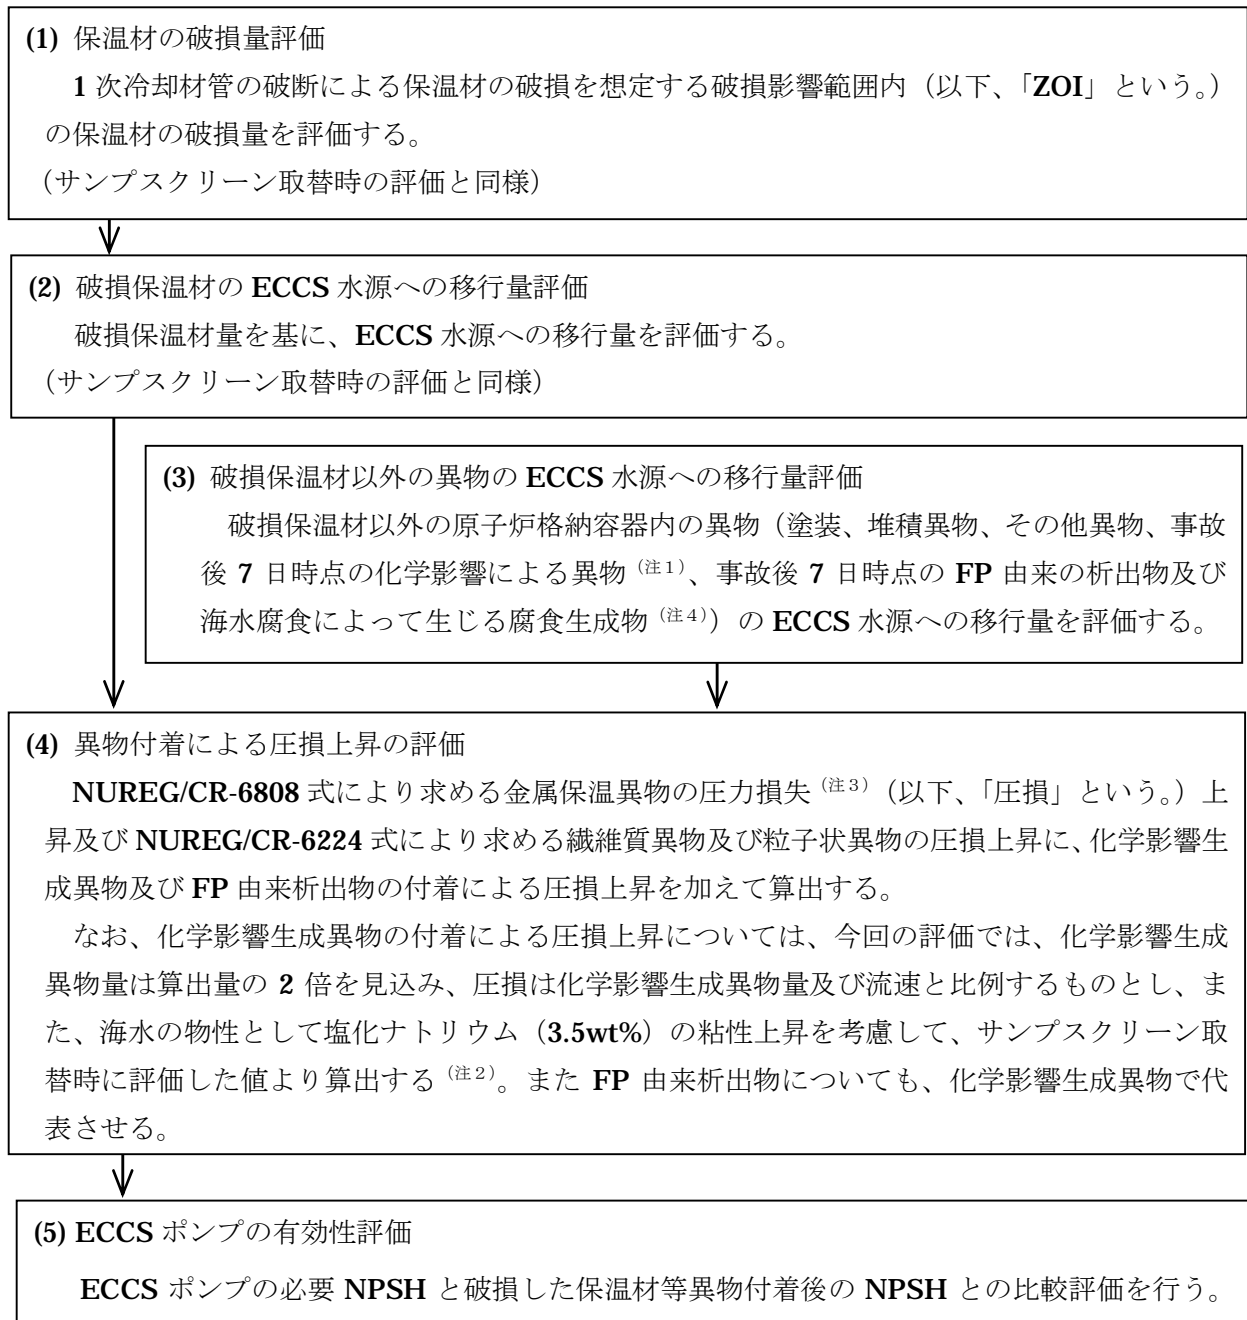 (1) 保温材の破損量評価
1 次冷却材管の破断による保温材の破損を想定する破損影響範囲内（以下、「ZOI」という。）
の保温材の破損量を評価する。
（サンプスクリーン取替時の評価と同様）
(2) 破損保温材の ECCS 水源への移行量評価
破損保温材量を基に、ECCS 水源への移行量を評価する。
（サンプスクリーン取替時の評価と同様）
(3) 破損保温材以外の異物の ECCS 水源への移行量評価
破損保温材以外の原子炉格納容器内の異物（塗装、堆積異物、その他異物、事故
後 7 日時点の化学影響による異物（注１）、事故後 7 日時点の FP 由来の析出物及び
海水腐食によって生じる腐食生成物（注４））の ECCS 水源への移行量を評価する。
(4) 異物付着による圧損上昇の評価
NUREG/CR-6808 式により求める金属保温異物の圧力損失（注３）（以下、「圧損」という。）上
昇及び NUREG/CR-6224 式により求める繊維質異物及び粒子状異物の圧損上昇に、化学影響生
成異物及び FP 由来析出物の付着による圧損上昇を加えて算出する。
なお、化学影響生成異物の付着による圧損上昇については、今回の評価では、化学影響生成
異物量は算出量の 2 倍を見込み、圧損は化学影響生成異物量及び流速と比例するものとし、ま
た、海水の物性として塩化ナトリウム（3.5wt%）の粘性上昇を考慮して、サンプスクリーン取
替時に評価した値より算出する（注２）。また FP 由来析出物についても、化学影響生成異物で代
表させる。
(5) ECCS ポンプの有効性評価
ECCS ポンプの必要 NPSH と破損した保温材等異物付着後の NPSH との比較評価を行う。